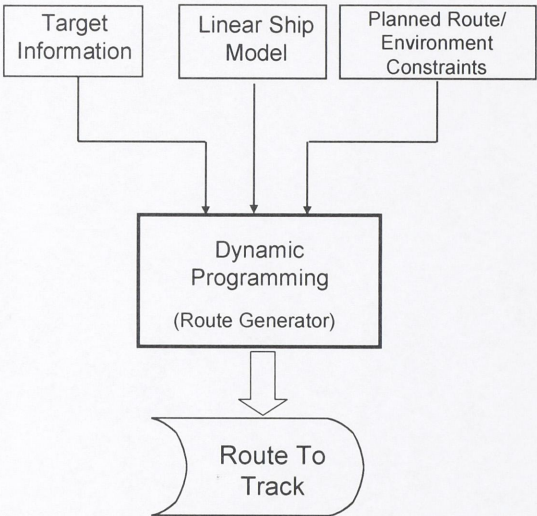 Target
Information
Linear Ship
Model
Planned Route/
Environment
Constraints
Dynamic
Programming
(Route Generator)
Route To
Track